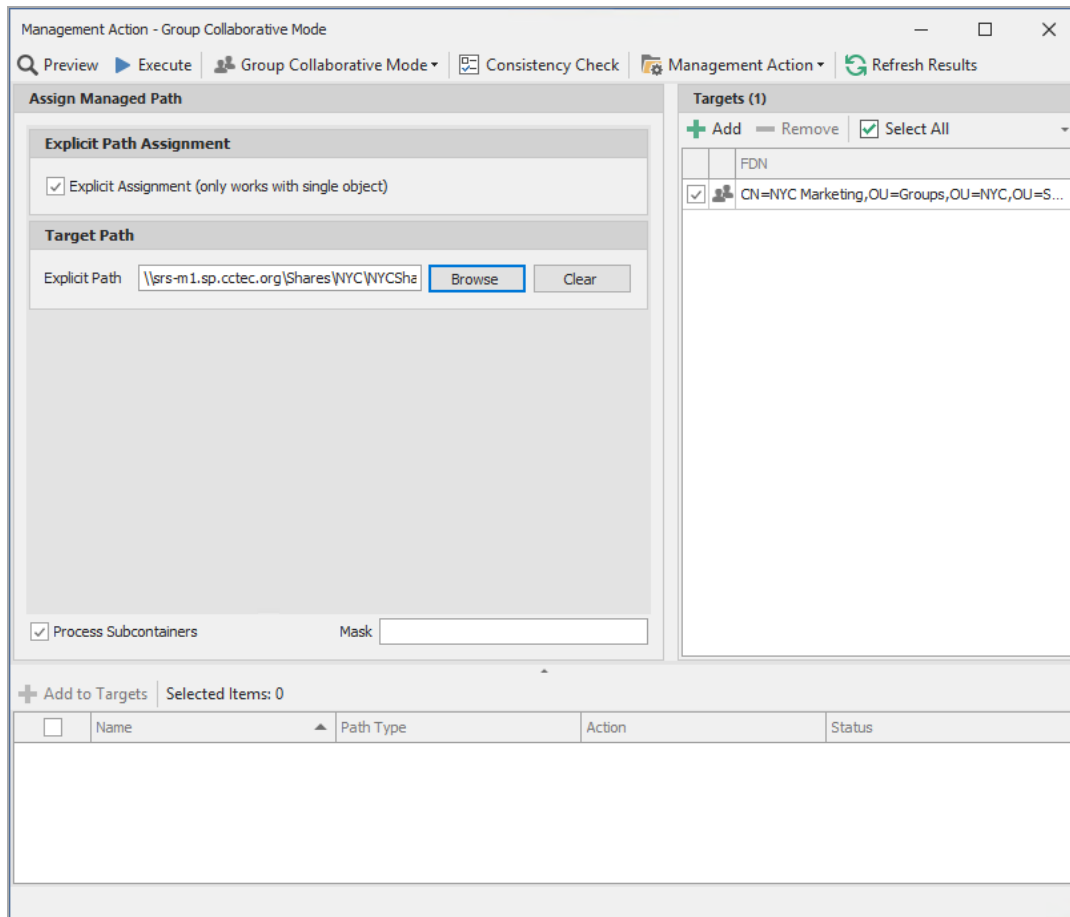 Management Action - Group Collaborative Mode
Preview Execute Group Collaborative Mode Consistency Check Management Action Refresh Results
Assign Managed Path
Explicit Path Assignment
Explicit Assignment (only works with single object)
Target Path
Explicit Path \\srs-m1.sp.cctec.org\Shares\NYC\NYCSha Browse Clear
Process Subcontainers Mask
Targets (1)
Add Remove Select All
FDN
CN=NYC Marketing,OU=Groups,OU=NYC,OU=S...
Add to Targets Selected Items: 0
Name Path Type Action Status